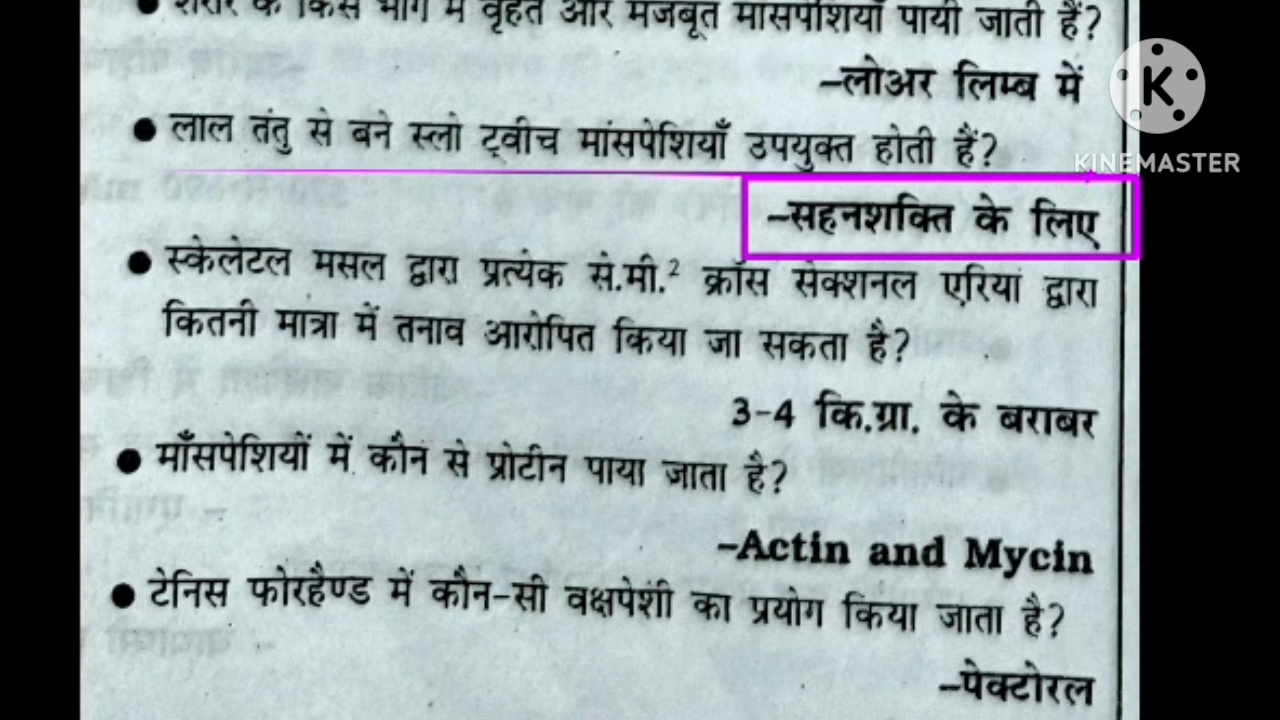 ● शरीर के किस भाग में वृहत और मजबूत मांसपेशियाँ पायी जाती हैं?
–लोअर लिम्ब में
● लाल तंतु से बने स्लो ट्वीच मांसपेशियाँ उपयुक्त होती हैं?
–सहनशक्ति के लिए
● स्केलेटल मसल द्वारा प्रत्येक से.मी.² क्रॉस सेक्शनल एरिया द्वारा
कितनी मात्रा में तनाव आरोपित किया जा सकता है?
3-4 कि.ग्रा. के बराबर
● माँसपेशियों में कौन से प्रोटीन पाया जाता है?
–Actin and Mycin
● टेनिस फोरहैण्ड में कौन-सी वक्षपेशी का प्रयोग किया जाता है?
–पेक्टोरल
K
KINEMASTER